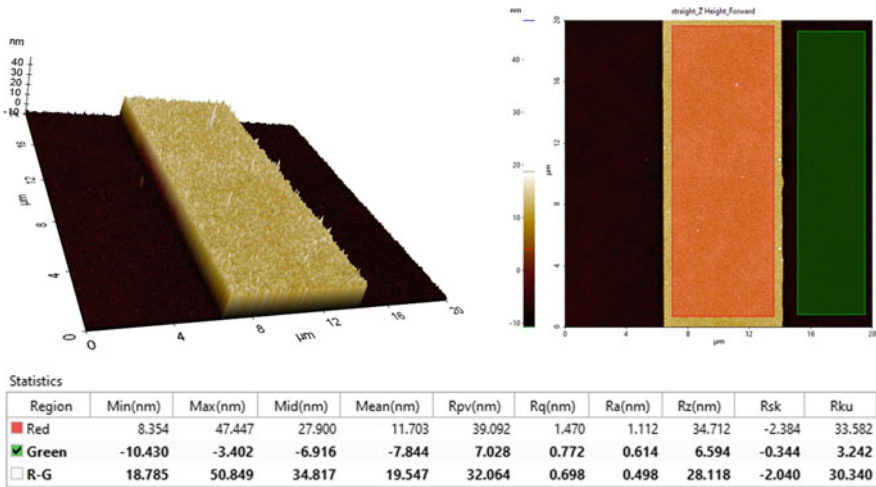 nm
40
30
20
10
0
-10
16
12
8
4
0
μm
0
4
8
12
16
20
μm
straight_Z Height_Forward
nm
40
30
20
10
0
-10
20
16
12
8
4
0
μm
0
4
8
12
16
20
μm
Statistics
Region Min(nm) Max(nm) Mid(nm) Mean(nm) Rpv(nm) Rq(nm) Ra(nm) Rz(nm) Rsk Rku
Red 8.354 47.447 27.900 11.703 39.092 1.470 1.112 34.712 -2.384 33.582
Green -10.430 -3.402 -6.916 -7.844 7.028 0.772 0.614 6.594 -0.344 3.242
R-G 18.785 50.849 34.817 19.547 32.064 0.698 0.498 28.118 -2.040 30.340